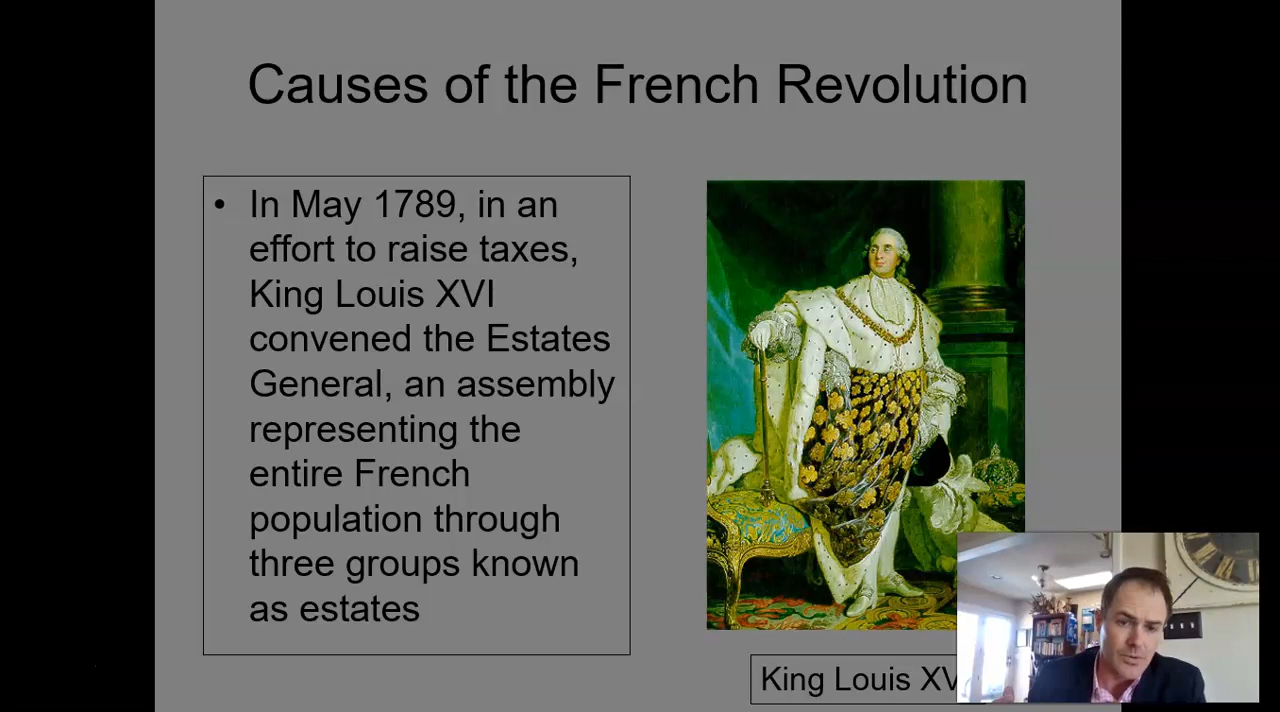 Causes of the French Revolution
• In May 1789, in an
effort to raise taxes,
King Louis XVI
convened the Estates
General, an assembly
representing the
entire French
population through
three groups known
as estates
King Louis XV